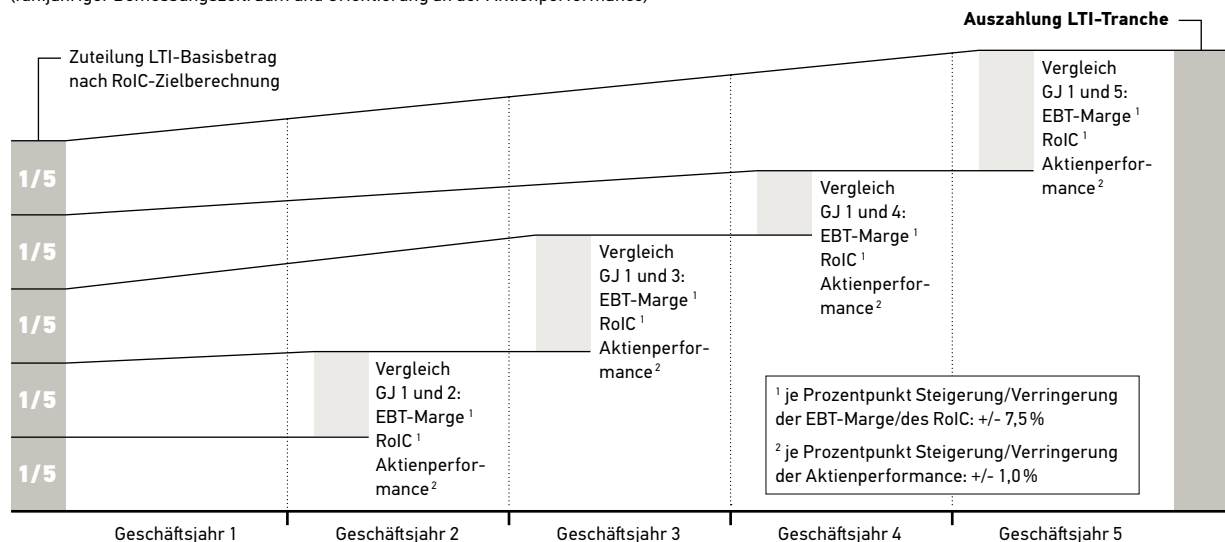 Auszahlung LTI-Tranche
Zuteilung LTI-Basisbetrag
nach RoIC-Zielberechnung
1/5
1/5
1/5
1/5
1/5
Vergleich
GJ 1 und 2:
EBT-Marge ¹
RoIC ¹
Aktienperfor-
mance ²
Vergleich
GJ 1 und 3:
EBT-Marge ¹
RoIC ¹
Aktienperfor-
mance ²
Vergleich
GJ 1 und 4:
EBT-Marge ¹
RoIC ¹
Aktienperfor-
mance ²
Vergleich
GJ 1 und 5:
EBT-Marge ¹
RoIC ¹
Aktienperfor-
mance ²
¹ je Prozentpunkt Steigerung/Verringerung
der EBT-Marge/des RoIC: +/- 7,5 %
² je Prozentpunkt Steigerung/Verringerung
der Aktienperformance: +/- 1,0 %
Geschäftsjahr 1
Geschäftsjahr 2
Geschäftsjahr 3
Geschäftsjahr 4
Geschäftsjahr 5